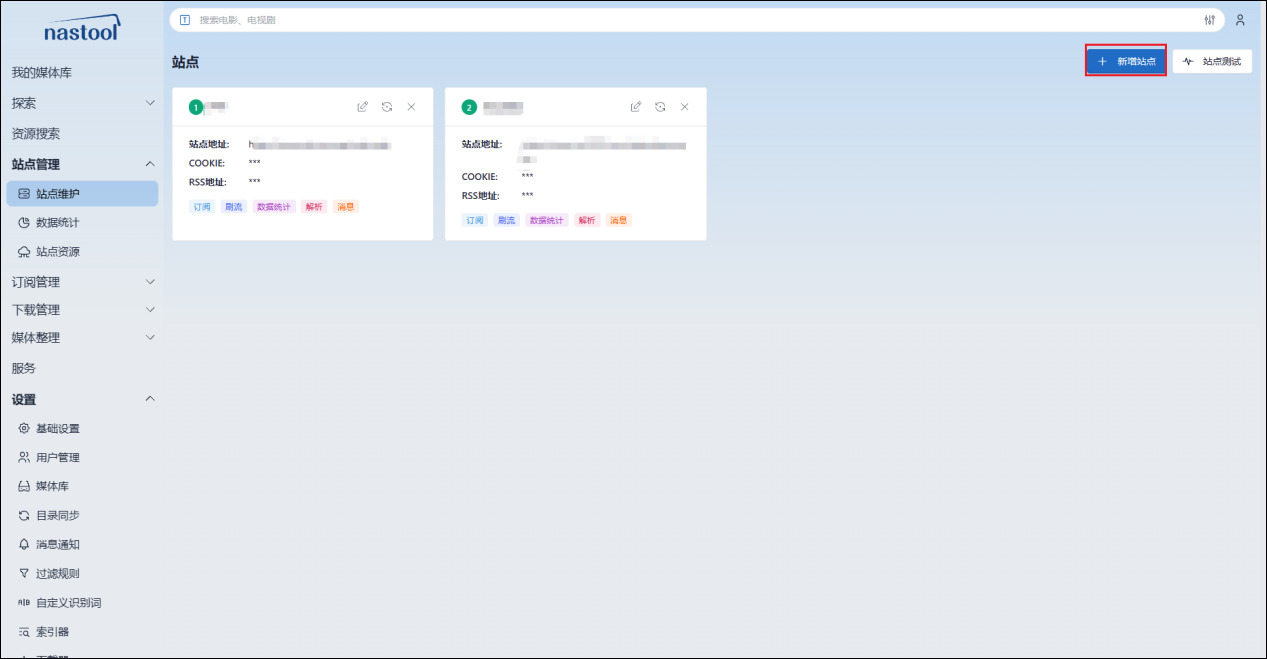 nastool
搜索电影、电视剧
我的媒体库
探索
资源搜索
站点管理
站点维护
数据统计
站点资源
订阅管理
下载管理
媒体整理
服务
设置
基础设置
用户管理
媒体库
目录同步
消息通知
过滤规则
自定义识别词
索引器
站点
新增站点
站点测试
1
站点地址: h
COOKIE: ***
RSS地址: ***
订阅 刷流 数据统计 解析 消息
2
站点地址:
COOKIE: ***
RSS地址: ***
订阅 刷流 数据统计 解析 消息